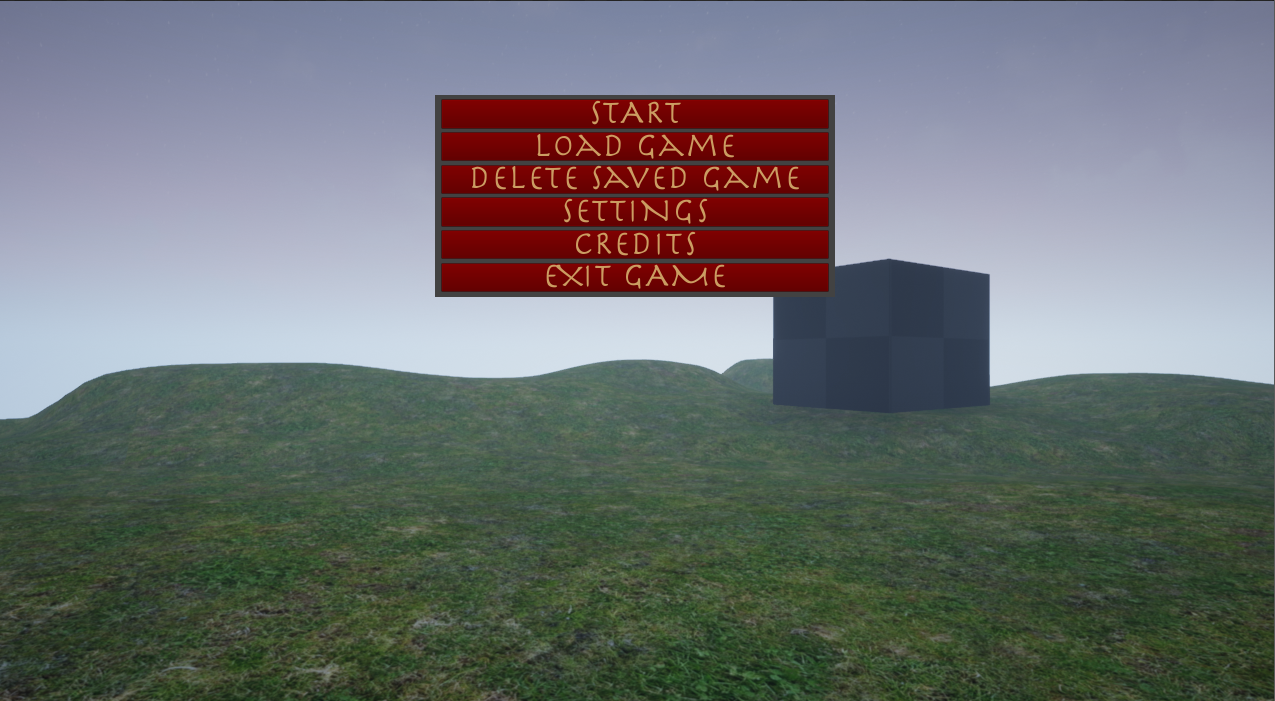 START
LOAD GAME
DELETE SAVED GAME
SETTINGS
CREDITS
EXIT GAME